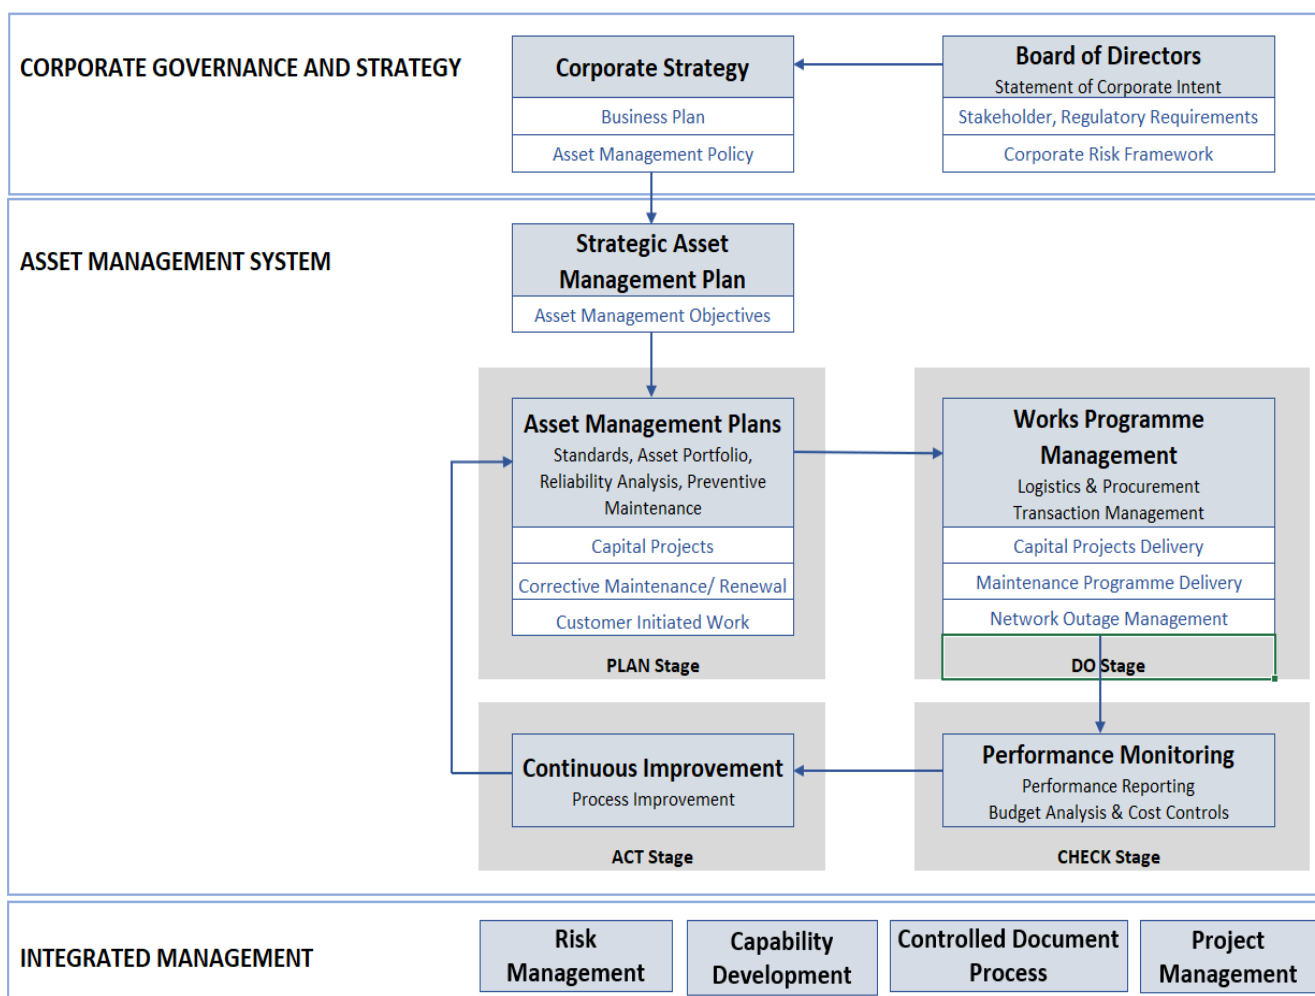 CORPORATE GOVERNANCE AND STRATEGY
Corporate Strategy
Business Plan
Asset Management Policy
Board of Directors
Statement of Corporate Intent
Stakeholder, Regulatory Requirements
Corporate Risk Framework
ASSET MANAGEMENT SYSTEM
Strategic Asset
Management Plan
Asset Management Objectives
Asset Management Plans
Standards, Asset Portfolio,
Reliability Analysis, Preventive
Maintenance
Capital Projects
Corrective Maintenance/ Renewal
Customer Initiated Work
PLAN Stage
Works Programme
Management
Logistics & Procurement
Transaction Management
Capital Projects Delivery
Maintenance Programme Delivery
Network Outage Management
DO Stage
Continuous Improvement
Process Improvement
ACT Stage
Performance Monitoring
Performance Reporting
Budget Analysis & Cost Controls
CHECK Stage
INTEGRATED MANAGEMENT
Risk
Management
Capability
Development
Controlled Document
Process
Project
Management